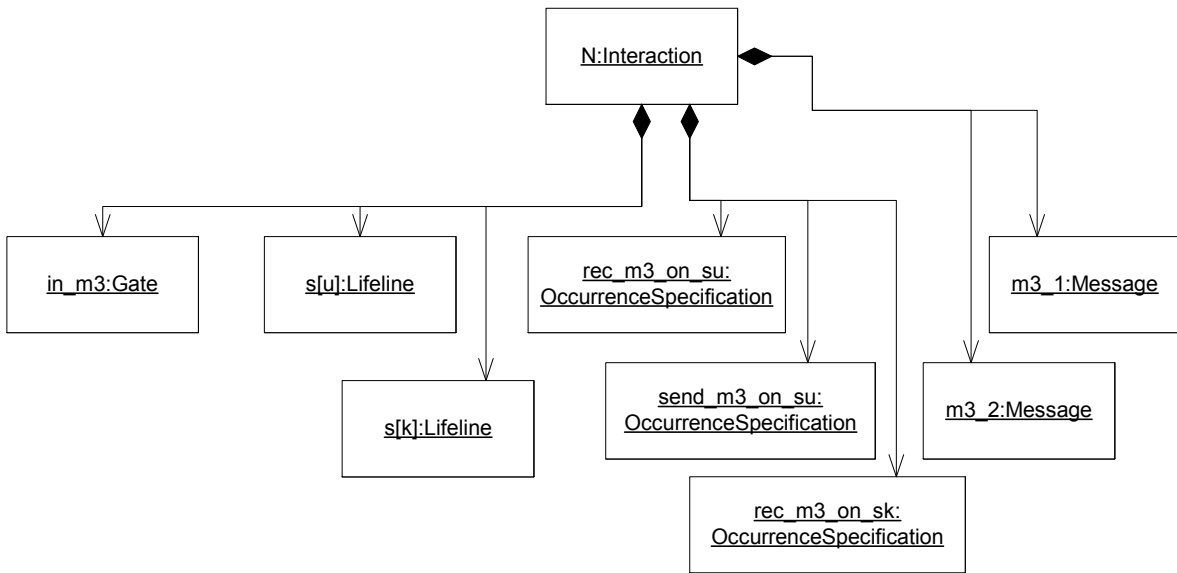 N:Interaction
in_m3:Gate
s[u]:Lifeline
rec_m3_on_su:
OccurrenceSpecification
m3_1:Message
s[k]:Lifeline
send_m3_on_su:
OccurrenceSpecification
m3_2:Message
rec_m3_on_sk:
OccurrenceSpecification